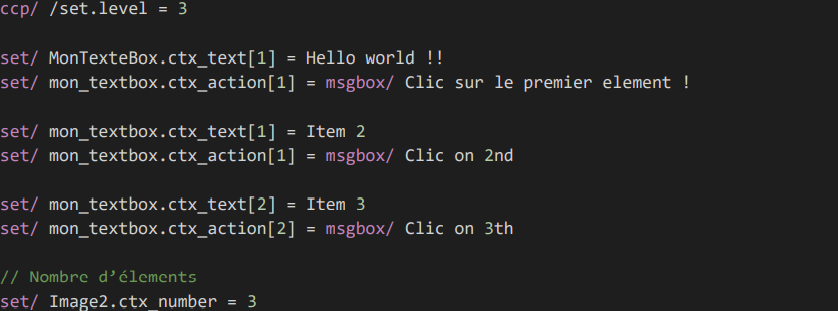 ccp/ /set.level = 3
set/ MonTexteBox.ctx_text[1] = Hello world !!
set/ mon_textbox.ctx_action[1] = msgbox/ Clic sur le premier element !
set/ mon_textbox.ctx_text[1] = Item 2
set/ mon_textbox.ctx_action[1] = msgbox/ Clic on 2nd
set/ mon_textbox.ctx_text[2] = Item 3
set/ mon_textbox.ctx_action[2] = msgbox/ Clic on 3th
// Nombre d’élements
set/ Image2.ctx_number = 3